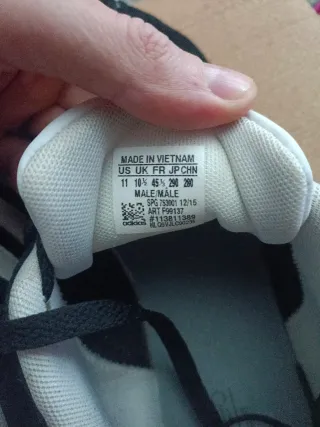 MADE IN VIETNAM
US UK FR JP CHN
11 10½ 45⅓ 290 280
MALE/MÂLE
SPG 753001 12/15
ART F99137
#113811389
adidas